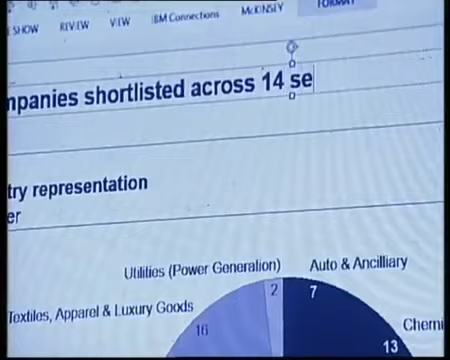 SHOW REVIEW VIEW IBM Connections McKINSEY FORMAT
mpanies shortlisted across 14 se
try representation
er
Utilities (Power Generation) Auto & Ancilliary
Textiles, Apparel & Luxury Goods
2 7
16
Chemi
13